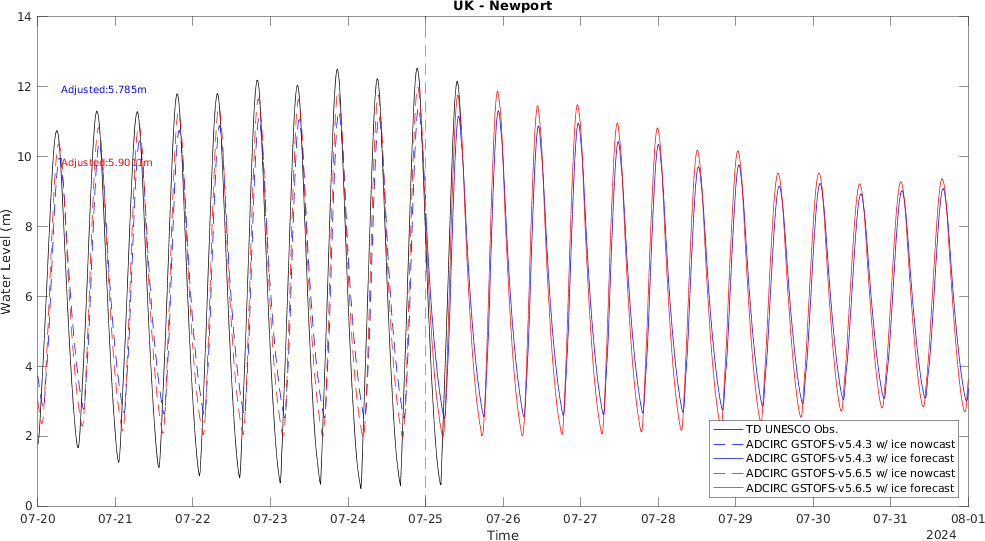 UK - Newport
14
12
10
8
6
4
2
0
Water Level (m)
Adjusted:5.785m
Adjusted:5.9011m
TD UNESCO Obs.
ADCIRC GSTOFS-v5.4.3 w/ ice nowcast
ADCIRC GSTOFS-v5.4.3 w/ ice forecast
ADCIRC GSTOFS-v5.6.5 w/ ice nowcast
ADCIRC GSTOFS-v5.6.5 w/ ice forecast
07-20 07-21 07-22 07-23 07-24 07-25 07-26 07-27 07-28 07-29 07-30 07-31 08-01
Time
2024